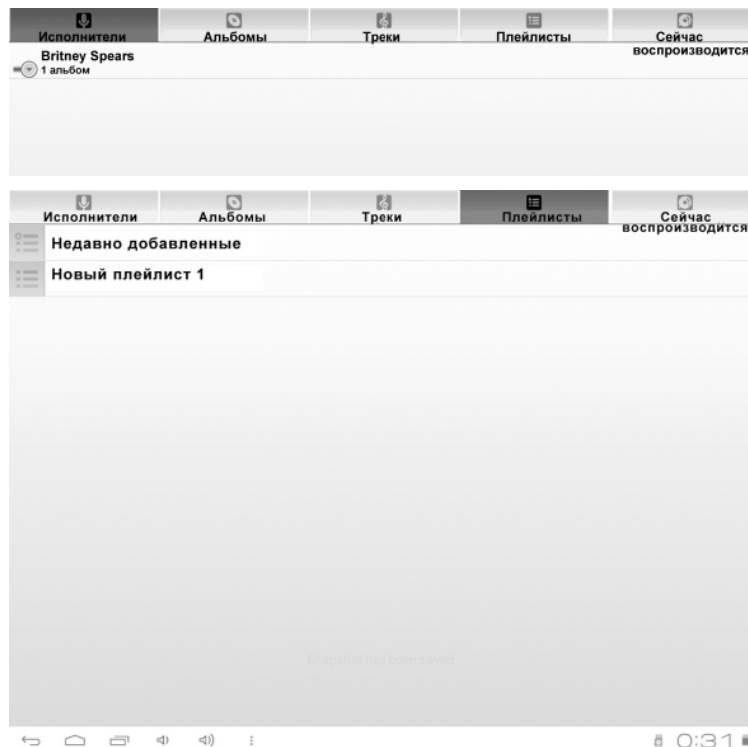 Исполнители Альбомы Треки Плейлисты Сейчас воспроизводится
Britney Spears
1 альбом
Исполнители Альбомы Треки Плейлисты Сейчас воспроизводится
Недавно добавленные
Новый плейлист 1
Snapshot has been saved
0:31